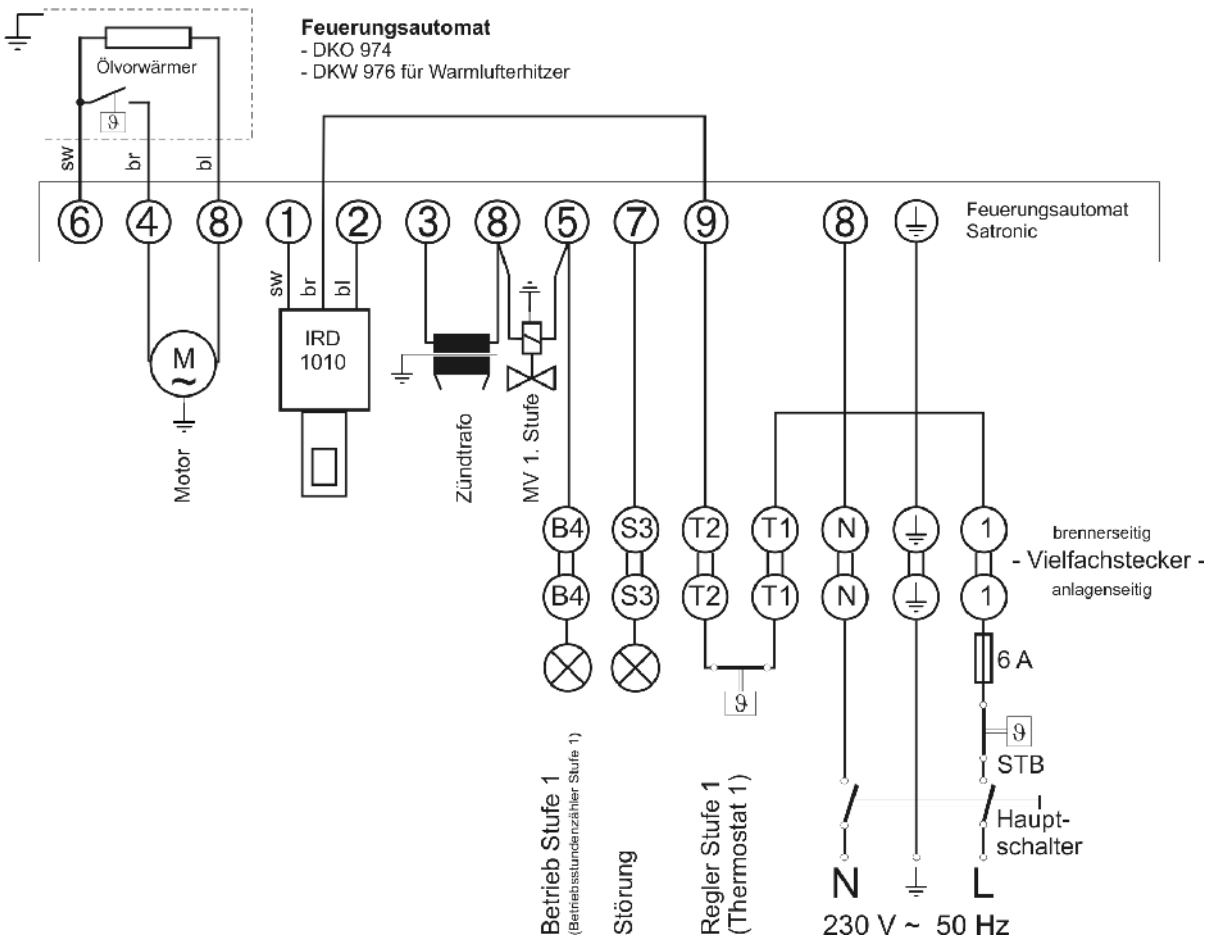 Feuerungsautomat
- DKO 974
- DKW 976 für Warmlufterhitzer
Ölvorwärmer
ϑ
sw
br
bl
6
4
8
1
2
3
8
5
7
9
8
Feuerungsautomat
Satronic
sw
br
bl
IRD
1010
M
~
Motor
Zündtrafo
MV 1. Stufe
B4
S3
T2
T1
N
1
brennerseitig
- Vielfachstecker -
anlagenseitig
B4
S3
T2
T1
N
1
6 A
ϑ
ϑ
STB
Haupt-
schalter
Betrieb Stufe 1
(Betriebsstundenzähler Stufe 1)
Störung
Regler Stufe 1
(Thermostat 1)
N
L
230 V ~ 50 Hz